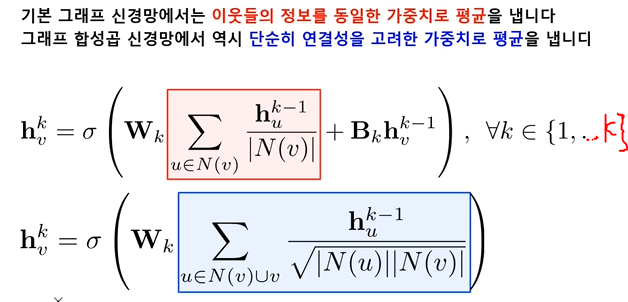 기본 그래프 신경망에서는 이웃들의 정보를 동일한 가중치로 평균을 냅니다
그래프 합성곱 신경망에서 역시 단순히 연결성을 고려한 가중치로 평균을 냅니디
$\mathbf{h}_v^k = \sigma \left( \mathbf{W}_k \sum_{u \in N(v)} \frac{\mathbf{h}_u^{k-1}}{|N(v)|} + \mathbf{B}_k \mathbf{h}_v^{k-1} \right), \ \forall k \in \{1, ... k\}$
$\mathbf{h}_v^k = \sigma \left( \mathbf{W}_k \sum_{u \in N(v) \cup v} \frac{\mathbf{h}_u^{k-1}}{\sqrt{|N(u)||N(v)|}} \right)$